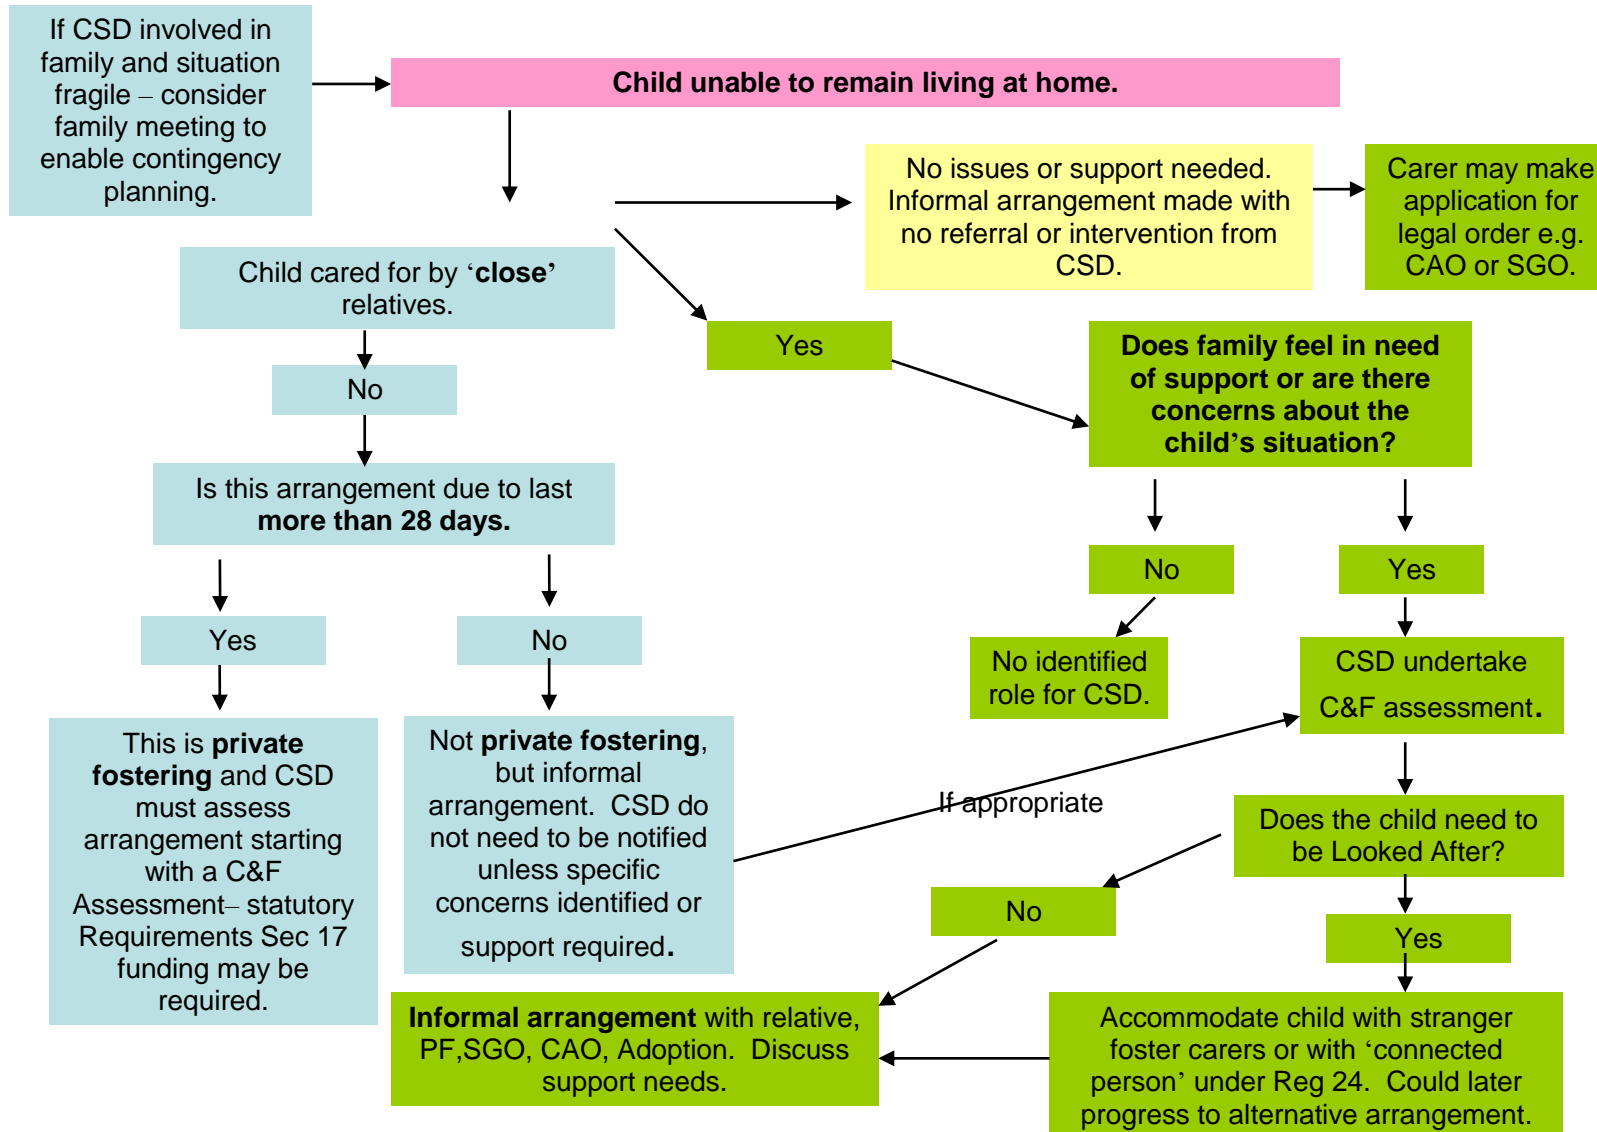 If CSD involved in
family and situation
fragile – consider
family meeting to
enable contingency
planning.
Child unable to remain living at home.
No issues or support needed.
Informal arrangement made with
no referral or intervention from
CSD.
Carer may make
application for
legal order e.g.
CAO or SGO.
Child cared for by ‘close’
relatives.
Yes
Does family feel in need
of support or are there
concerns about the
child’s situation?
No
Is this arrangement due to last
more than 28 days.
No
Yes
Yes
No
No identified
role for CSD.
CSD undertake
C&F assessment.
This is private
fostering and CSD
must assess
arrangement starting
with a C&F
Assessment– statutory
Requirements Sec 17
funding may be
required.
Not private fostering,
but informal
arrangement. CSD do
not need to be notified
unless specific
concerns identified or
support required.
If appropriate
Does the child need to
be Looked After?
No
Yes
Informal arrangement with relative,
PF,SGO, CAO, Adoption. Discuss
support needs.
Accommodate child with stranger
foster carers or with ‘connected
person’ under Reg 24. Could later
progress to alternative arrangement.